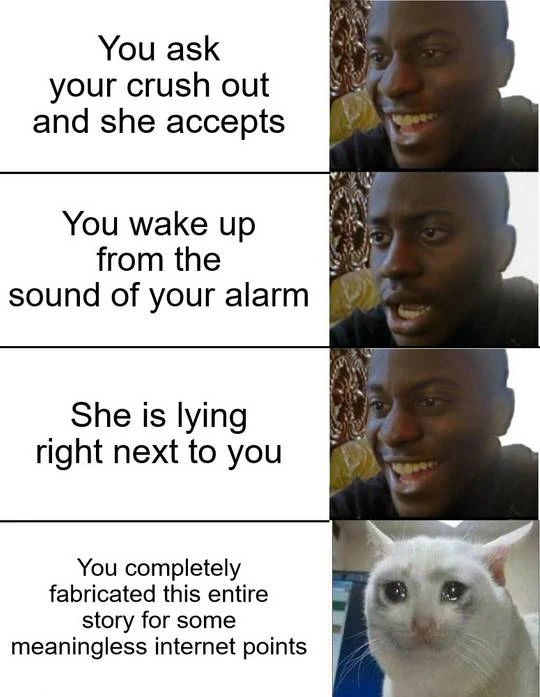 You ask
your crush out
and she accepts
You wake up
from the
sound of your alarm
She is lying
right next to you
You completely
fabricated this entire
story for some
meaningless internet points